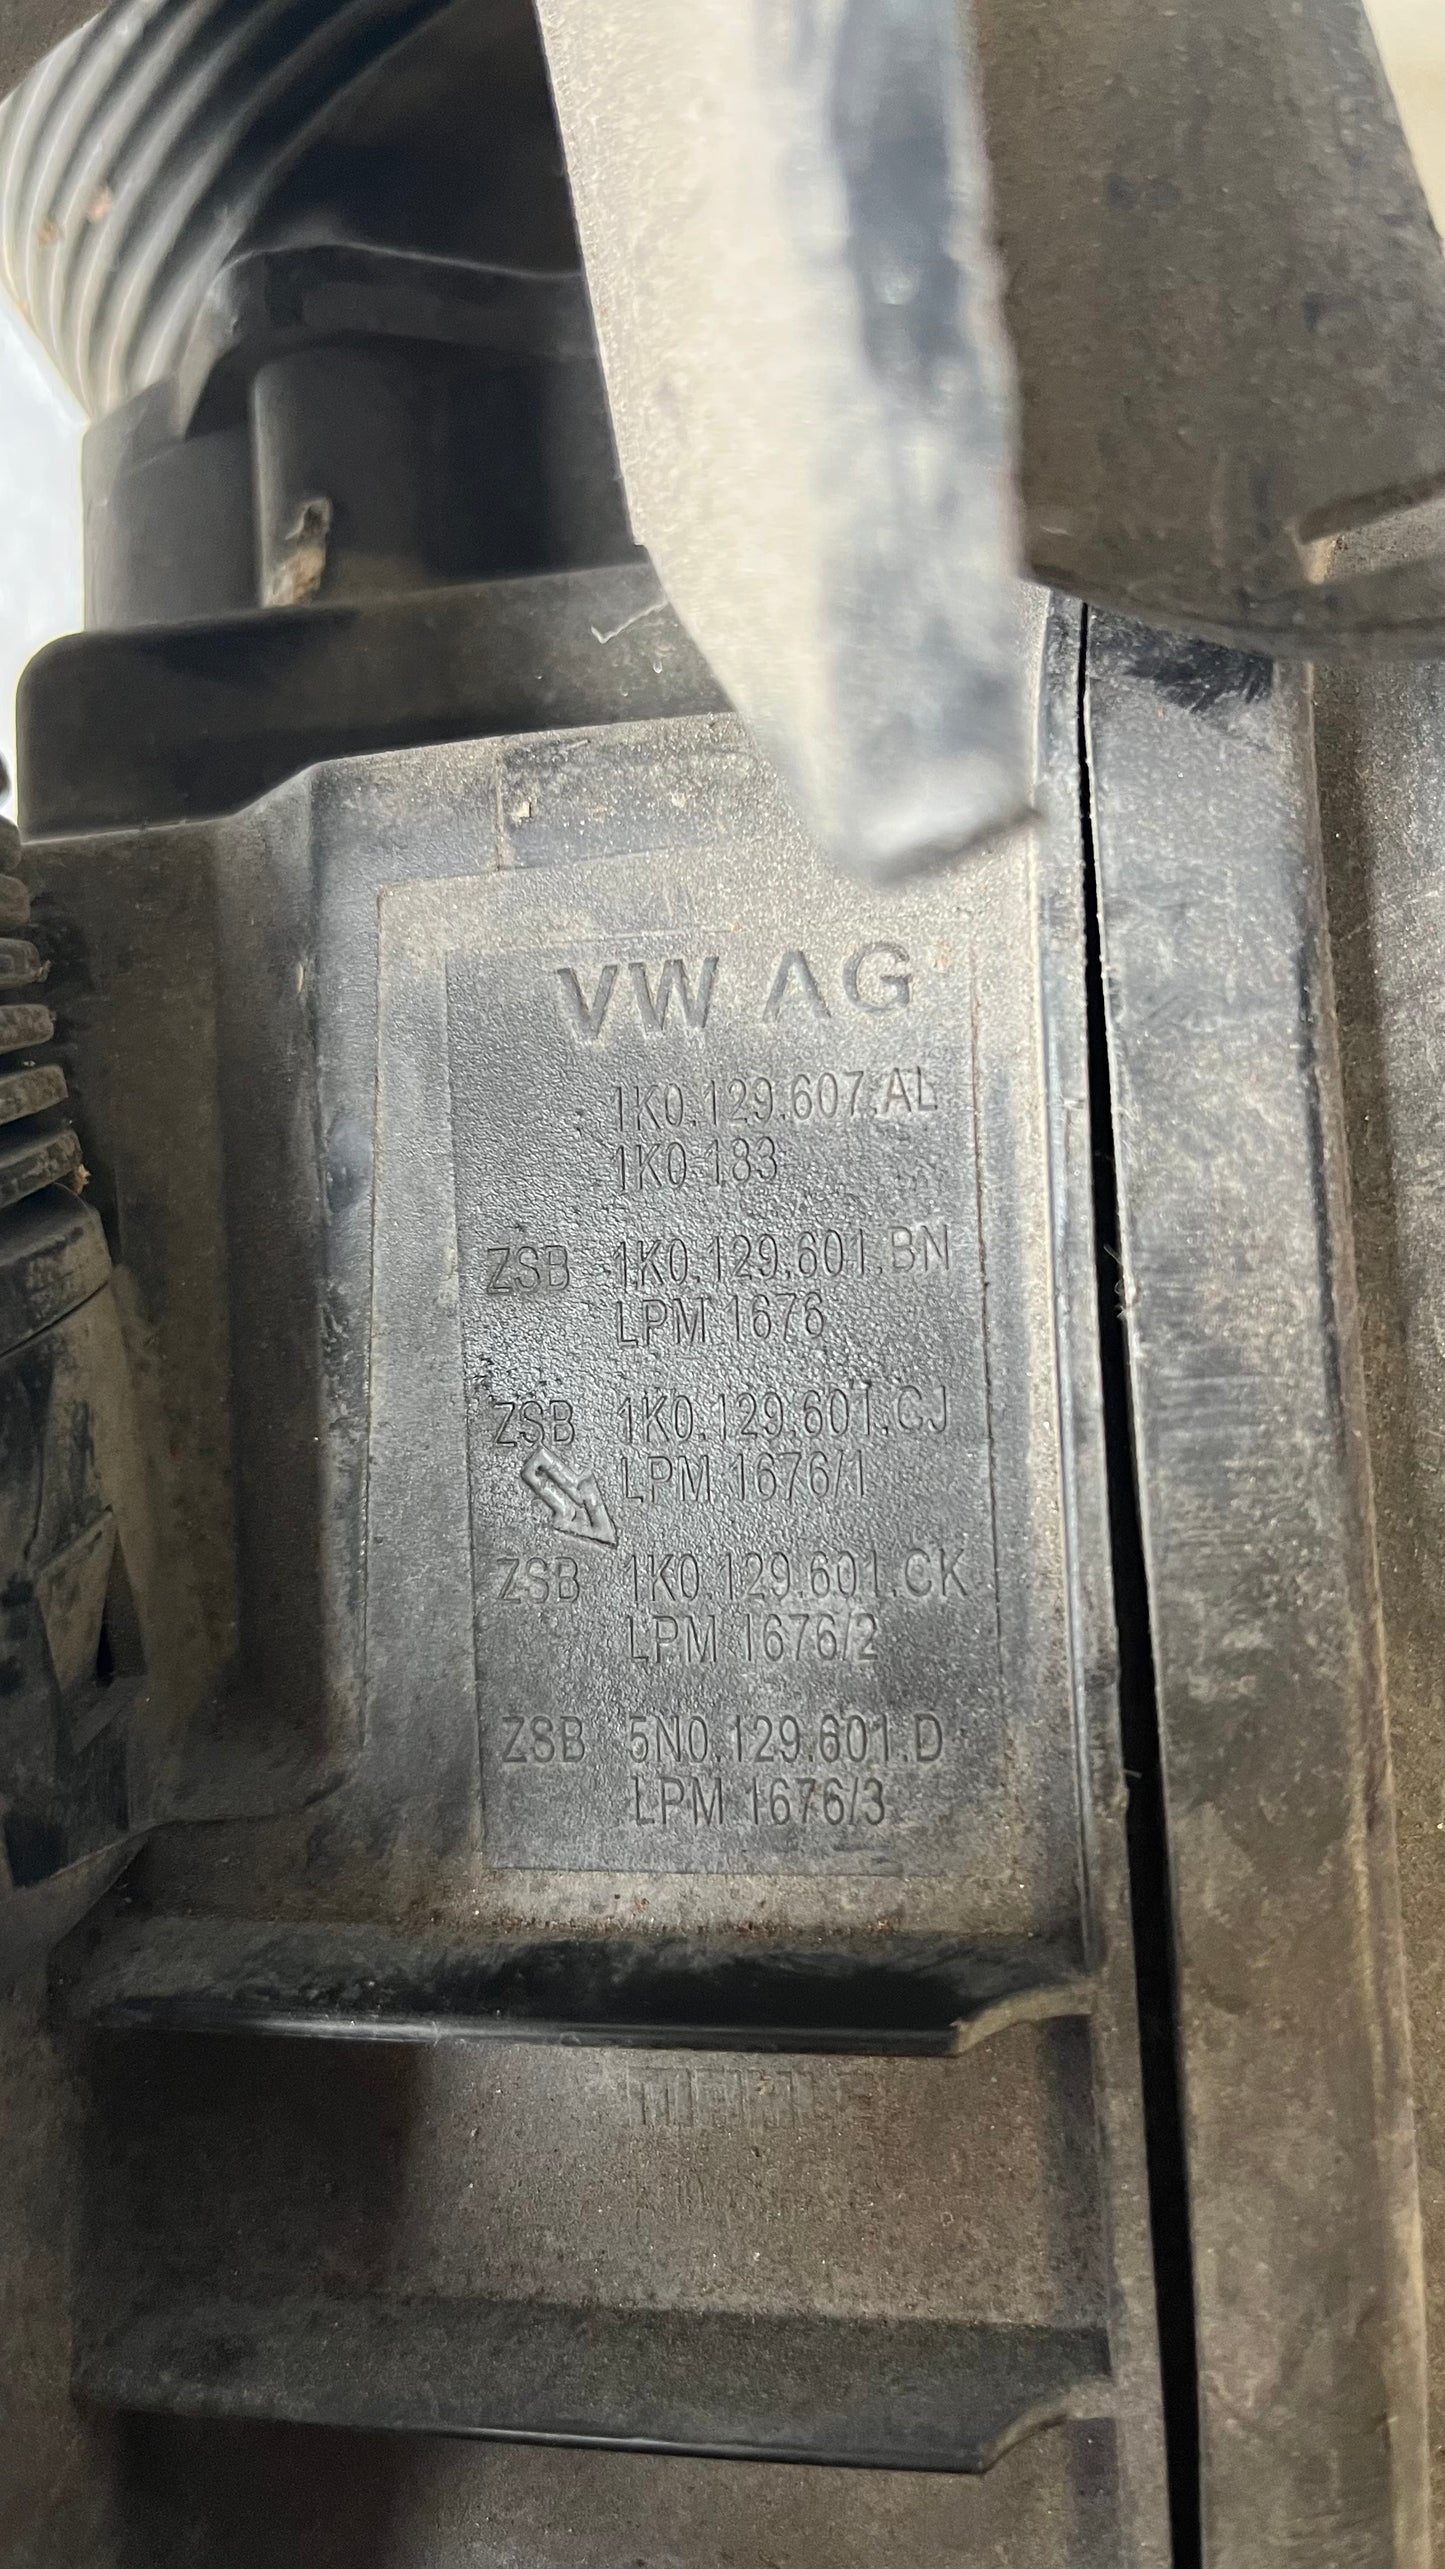 VW AG
1K0.129.607.AL
1K0 183
ZSB 1K0.129.601.BN
LPM 1676
ZSB 1K0.129.601.CJ
LPM 1676/1
ZSB 1K0.129.601.CK
LPM 1676/2
ZSB 5N0.129.601.D
LPM 1676/3
MAHLE